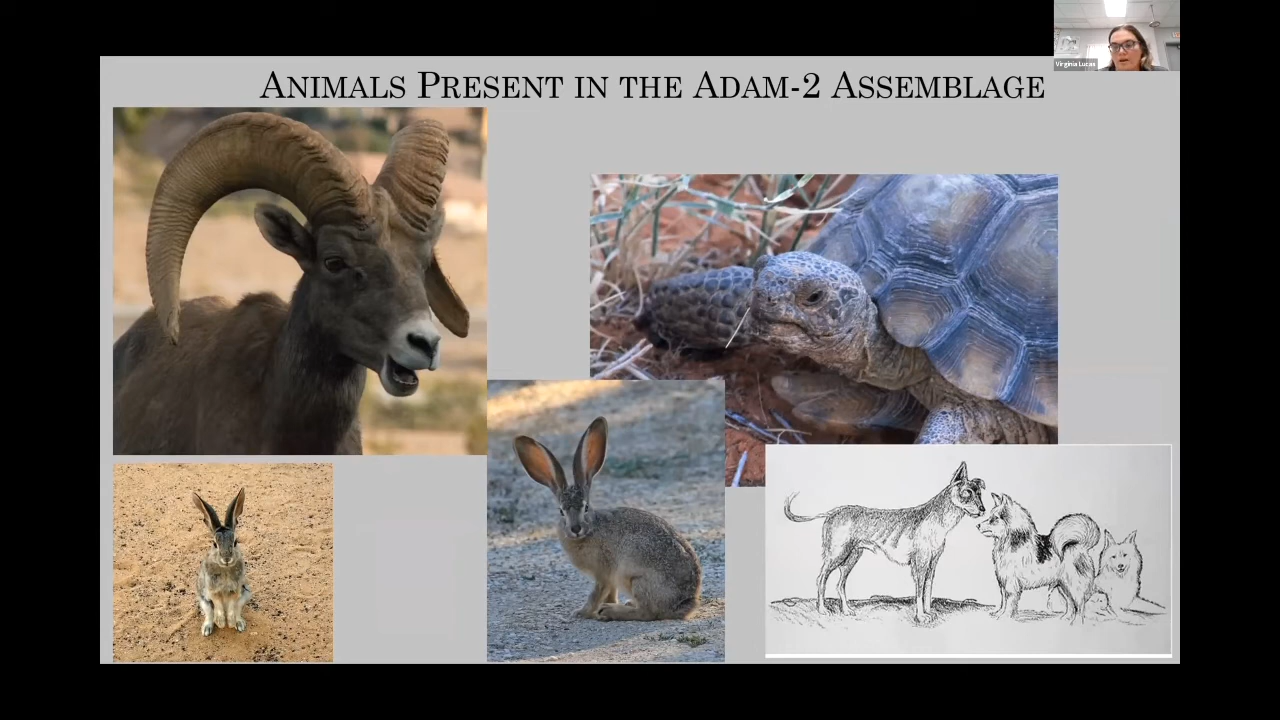 Virginia Lucas
ANIMALS PRESENT IN THE ADAM-2 ASSEMBLAGE